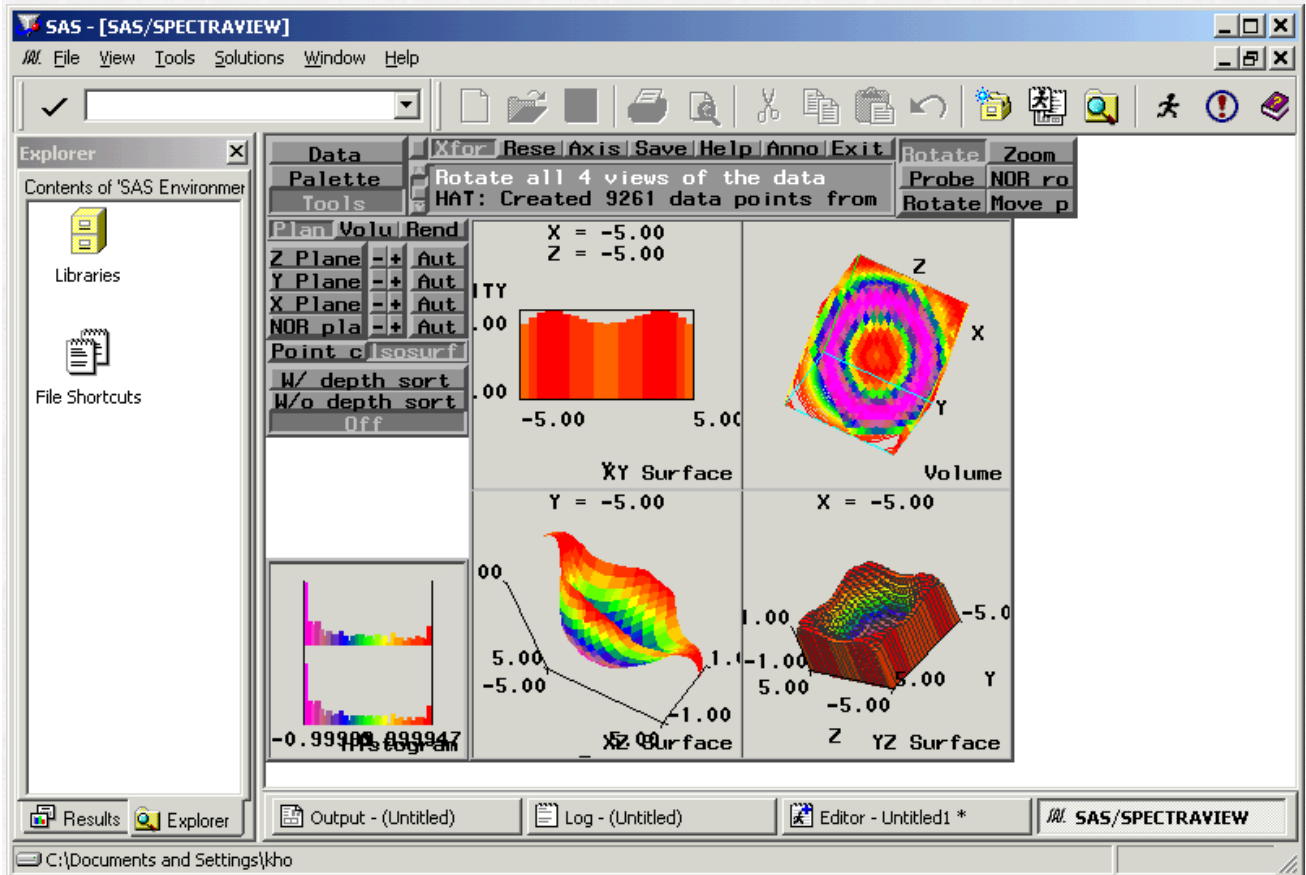 SAS - [SAS/SPECTRAVIEW]
File View Tools Solutions Window Help
Explorer
Contents of 'SAS Environmer
Libraries
File Shortcuts
Data
Palette
Tools
Xfor Rese Axis Save Help Anno Exit
Rotate all 4 views of the data
HAT: Created 9261 data points from
Rotate Zoom
Probe NOR ro
Rotate Move p
Plan Volu Rend
Z Plane - + Aut
Y Plane - + Aut
X Plane - + Aut
NOR pla - + Aut
Point c Isosurf
W/ depth sort
W/o depth sort
Off
X = -5.00
Z = -5.00
ITY
.00
.00
-5.00 5.00
XY Surface
Z
X
Y
Volume
Y = -5.00
00
5.00
-5.00
1.
-1.00
5.00
XZ Surface
X = -5.00
1.00
-1.00
5.00
-5.00
-5.0
5.00 Y
Z YZ Surface
Histogram
Results Explorer
Output - (Untitled) Log - (Untitled) Editor - Untitled1 * SAS/SPECTRAVIEW
C:\Documents and Settings\kho